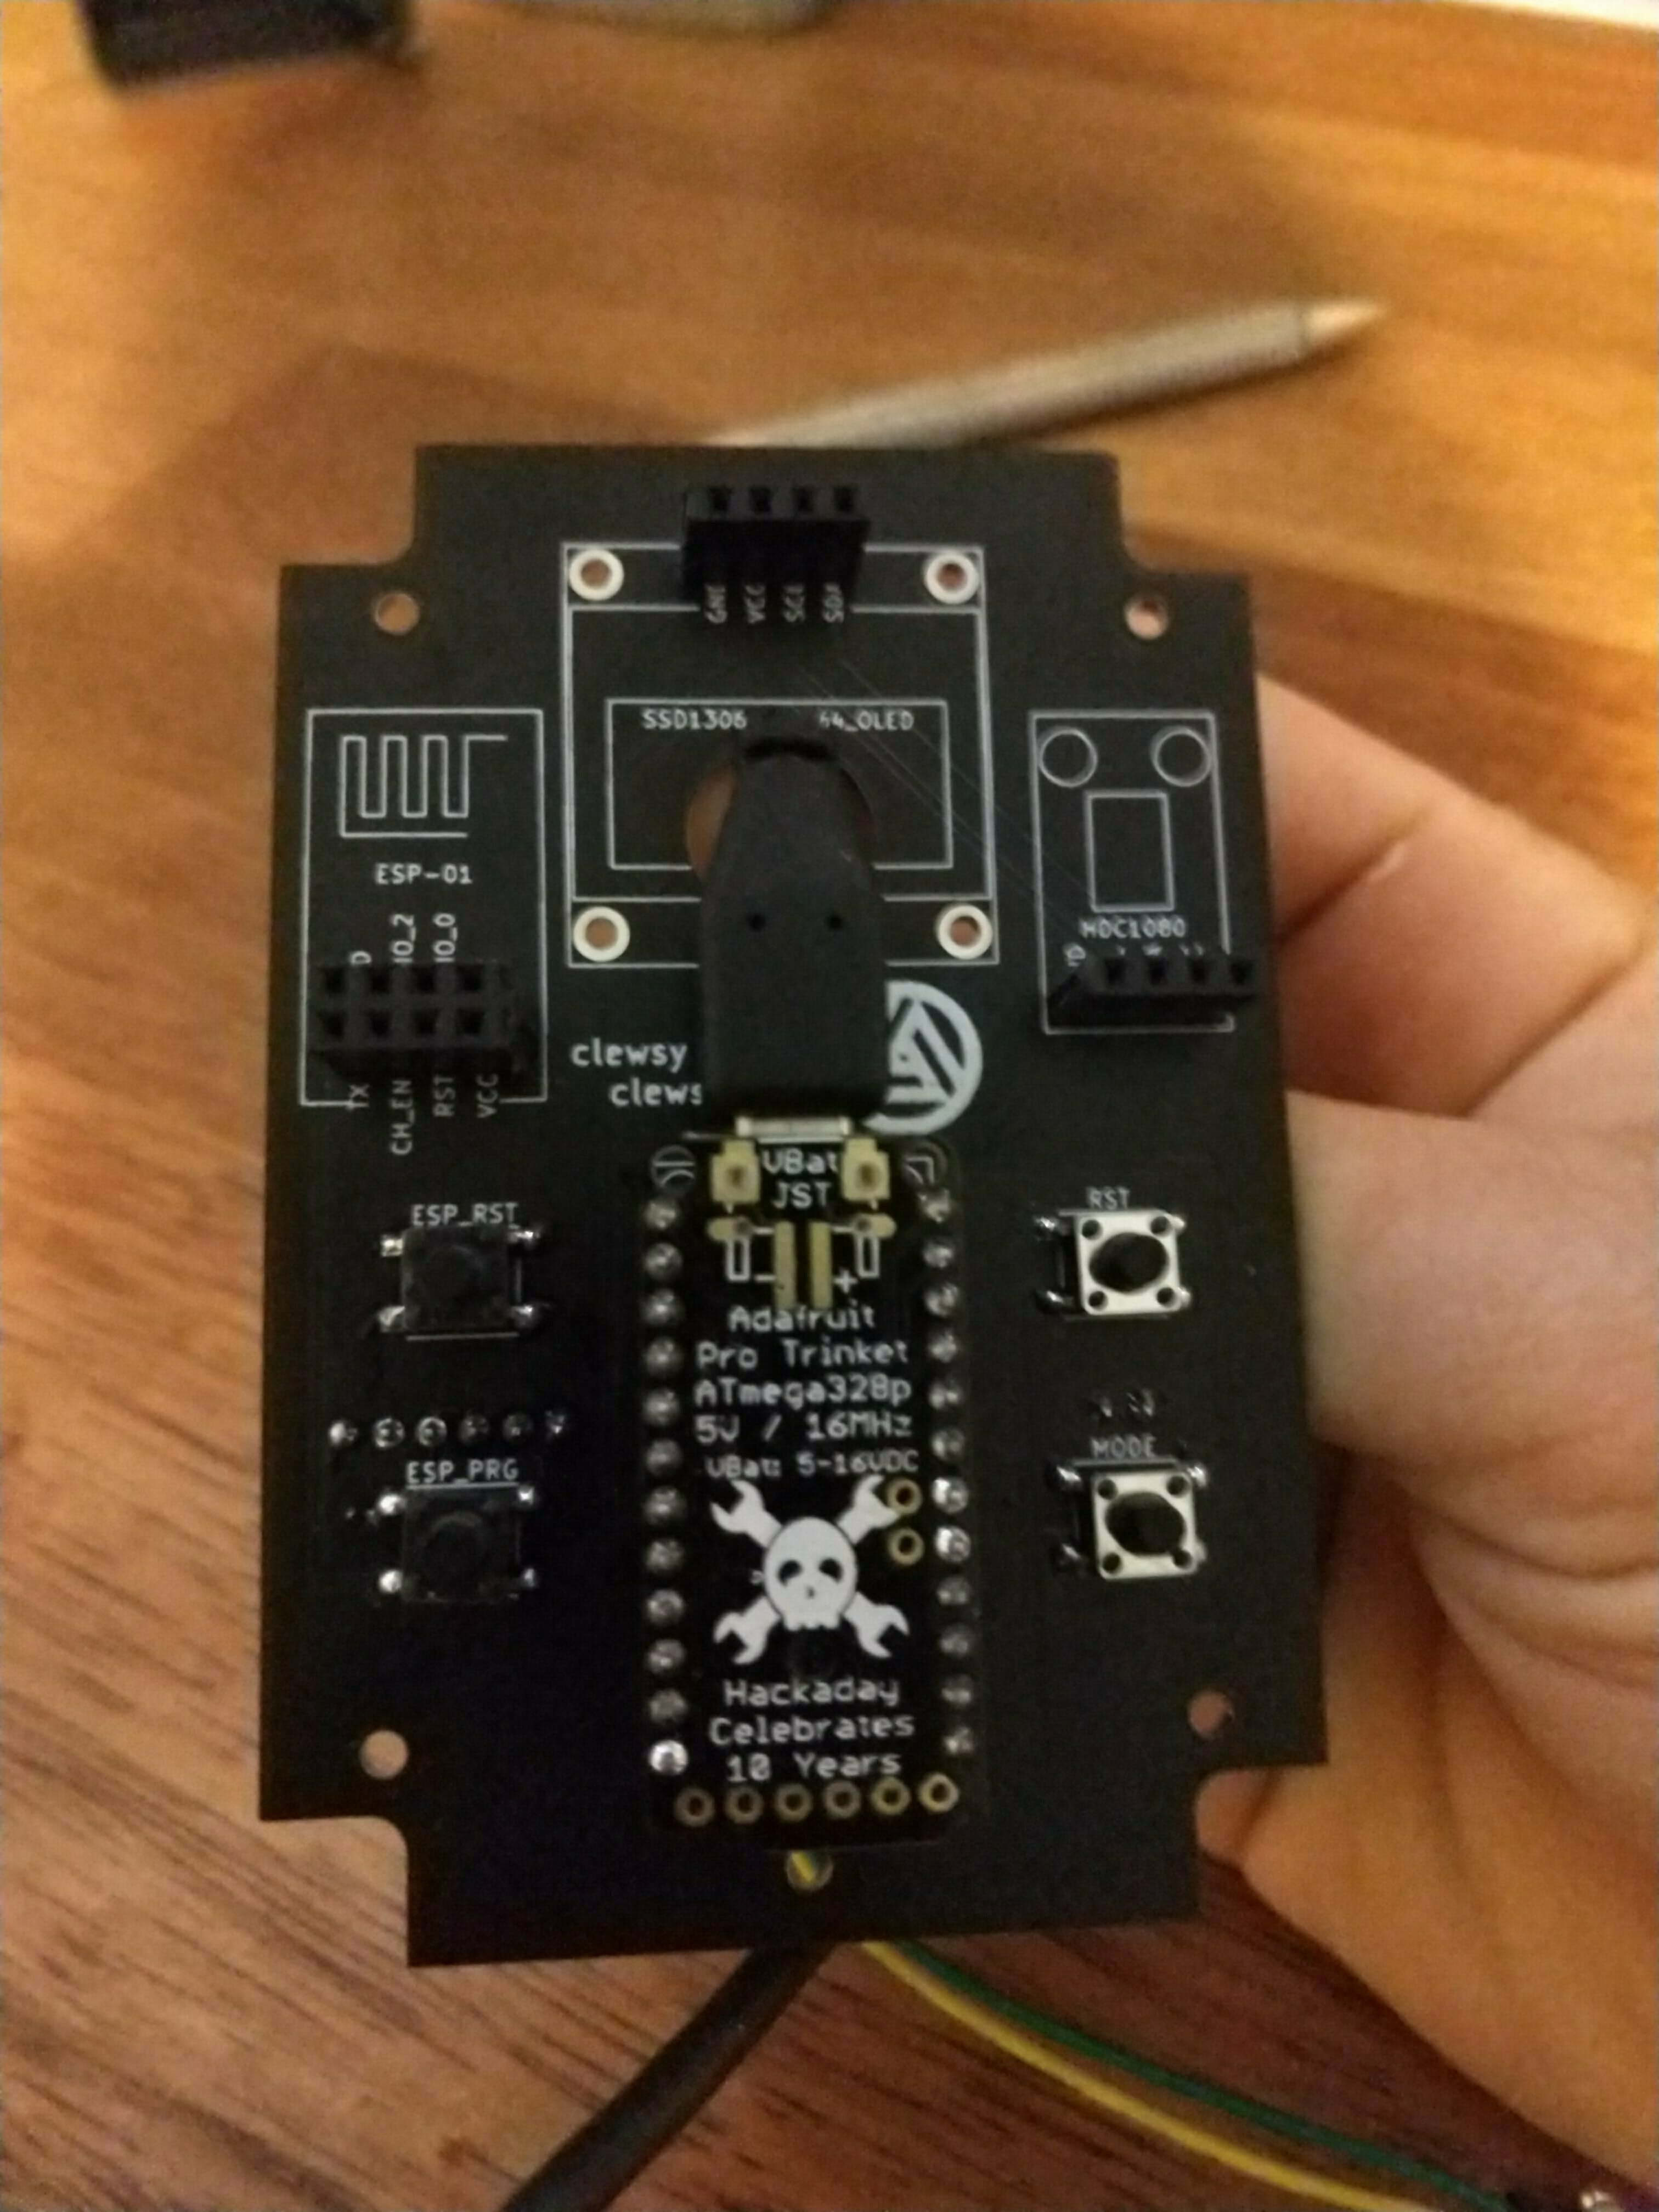 GND
VCC
SCL
SDA
SSD1306
64_OLED
ESP-01
IO_2
IO_0
HDC1080
TX
CH_EN
RST
VCC
clewsy
clews
VBat
JST
- +
ESP_RST
RST
Adafruit
Pro Trinket
ATmega328p
5V / 16MHz
VBat: 5-16VDC
ESP_PRG
MODE
Hackaday
Celebrates
10 Years